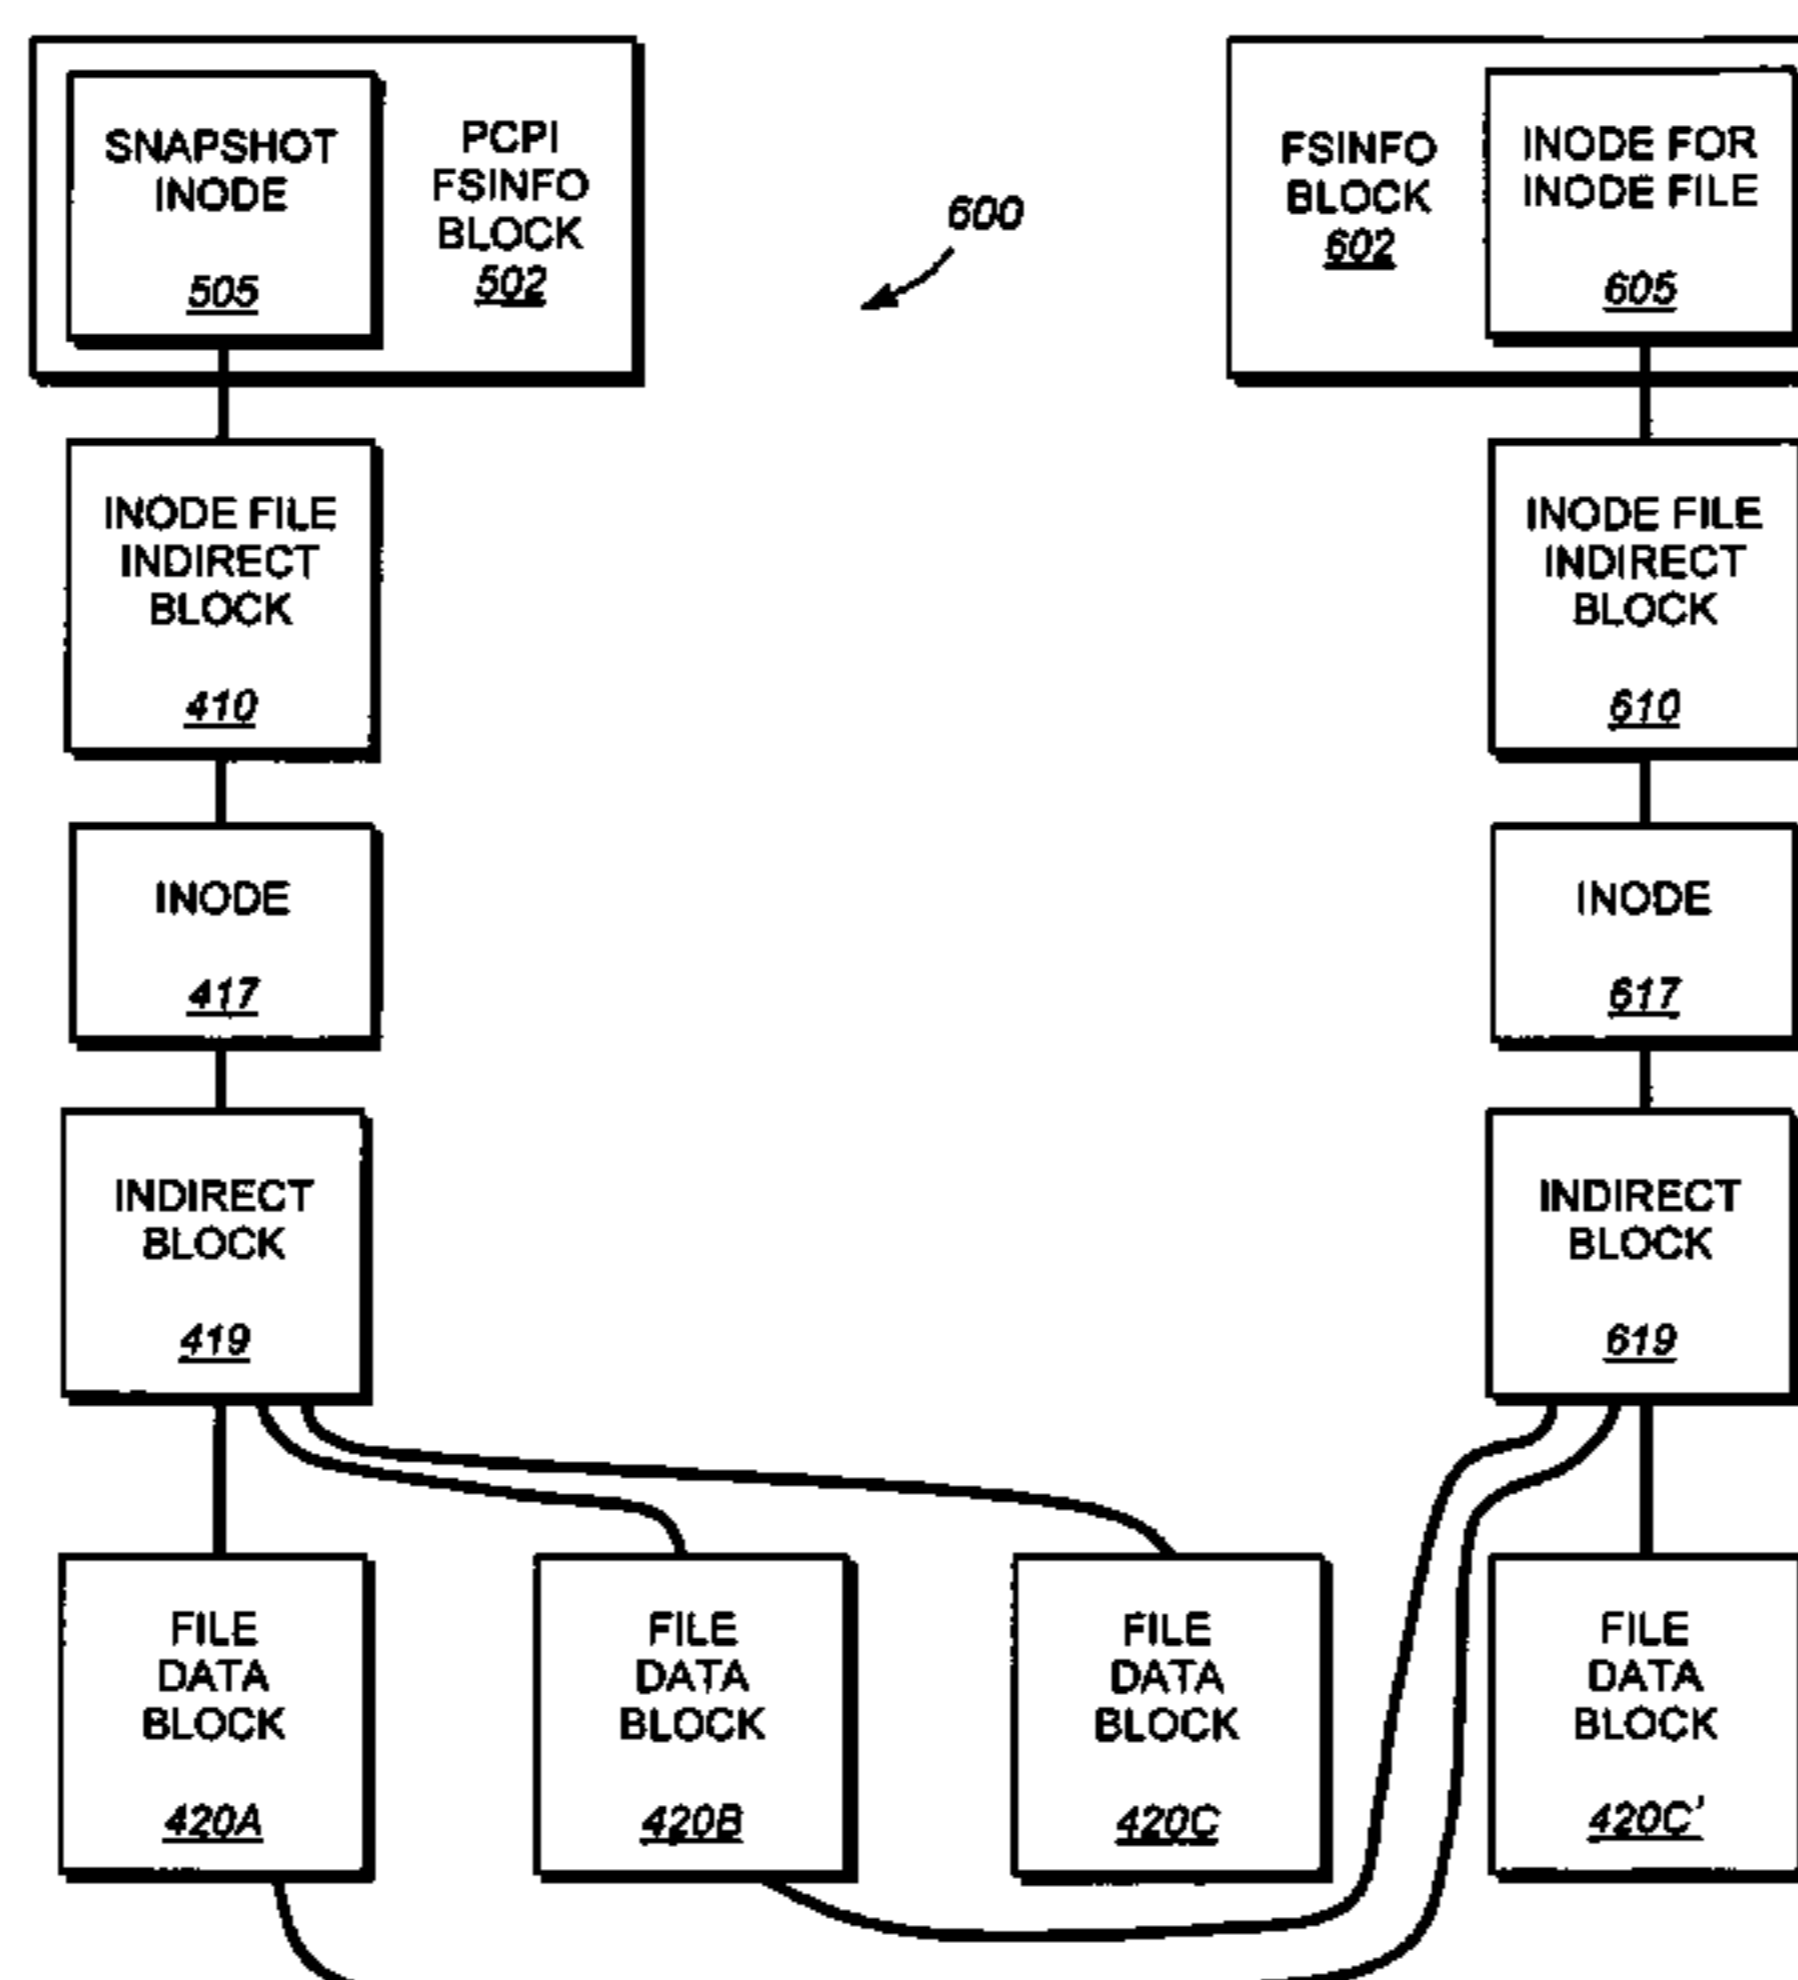 SNAPSHOT
INODE
505
PCPI
FSINFO
BLOCK
502
600
FSINFO
BLOCK
602
INODE FOR
INODE FILE
605
INODE FILE
INDIRECT
BLOCK
410
INODE FILE
INDIRECT
BLOCK
610
INODE
417
INODE
617
INDIRECT
BLOCK
419
INDIRECT
BLOCK
619
FILE
DATA
BLOCK
420A
FILE
DATA
BLOCK
420B
FILE
DATA
BLOCK
420C
FILE
DATA
BLOCK
420C'